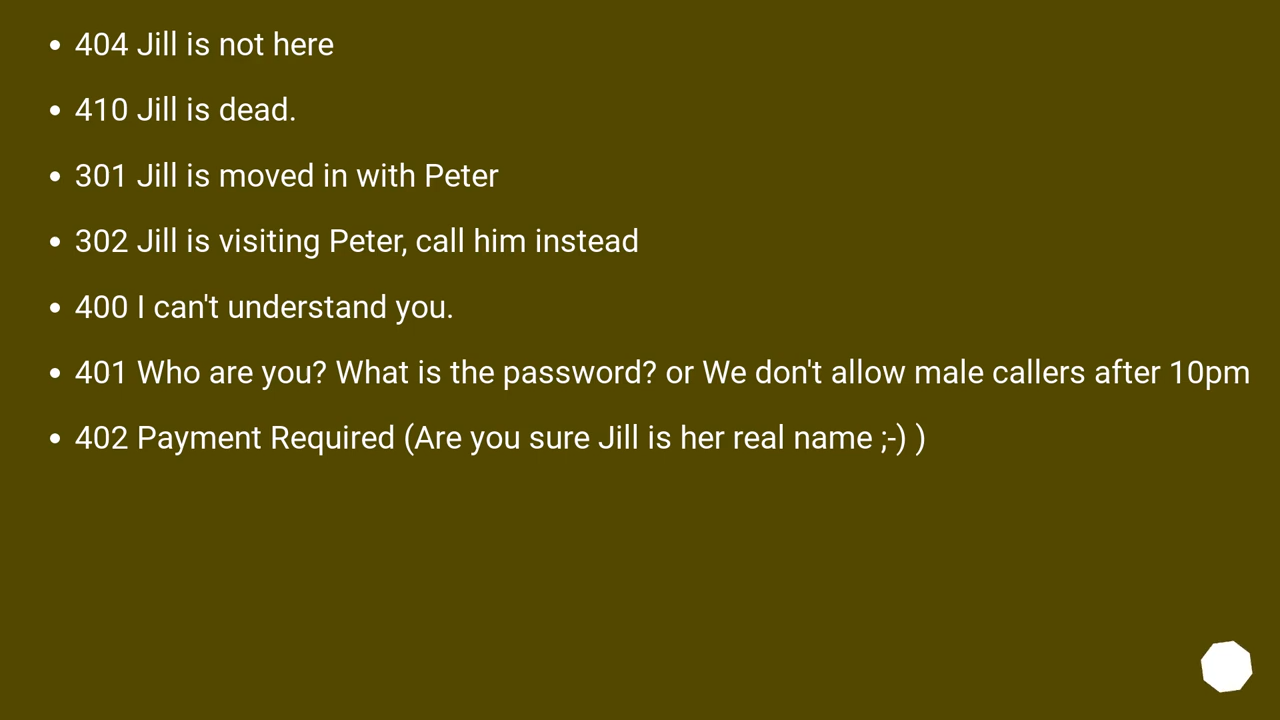 404 Jill is not here
410 Jill is dead.
301 Jill is moved in with Peter
302 Jill is visiting Peter, call him instead
400 I can't understand you.
401 Who are you? What is the password? or We don't allow male callers after 10pm
402 Payment Required (Are you sure Jill is her real name ;-) )